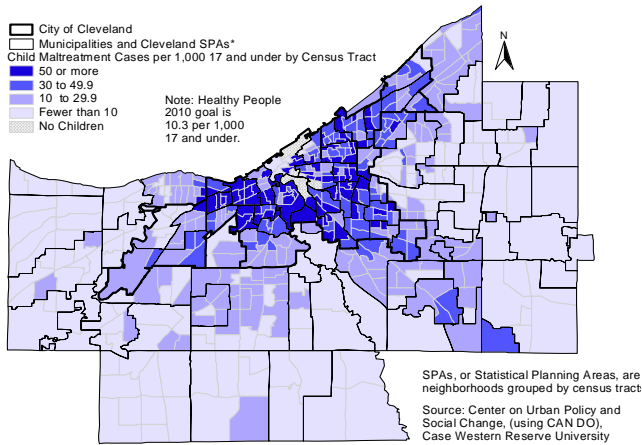 City of Cleveland
Municipalities and Cleveland SPAs*
Child Maltreatment Cases per 1,000 17 and under by Census Tract
50 or more
30 to 49.9
10 to 29.9
Fewer than 10
No Children
Note: Healthy People
2010 goal is
10.3 per 1,000
17 and under.
N
SPAs, or Statistical Planning Areas, are
neighborhoods grouped by census tracts
Source: Center on Urban Policy and
Social Change, (using CAN DO),
Case Western Reserve University